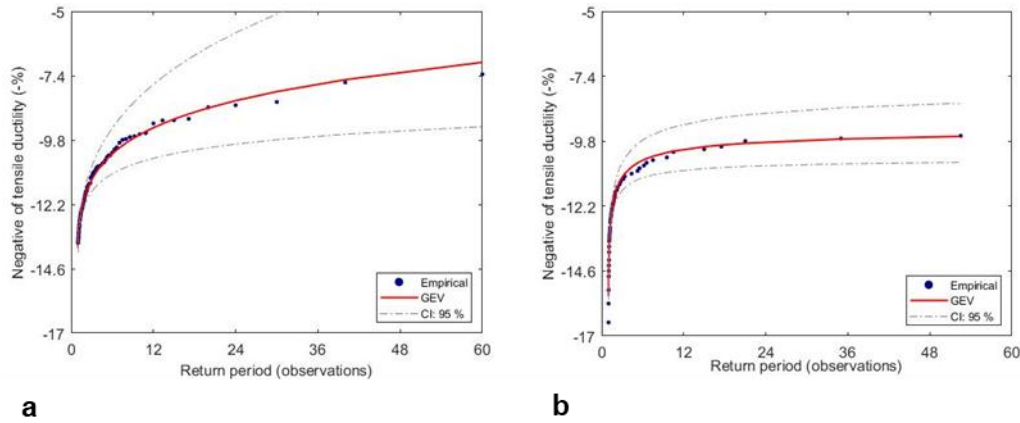 Negative of tensile ductility (-%)
-5
-7.4
-9.8
-12.2
-14.6
-17
0
12
24
36
48
60
Return period (observations)
Empirical
GEV
CI: 95 %
a
Negative of tensile ductility (-%)
-5
-7.4
-9.8
-12.2
-14.6
-17
0
12
24
36
48
60
Return period (observations)
Empirical
GEV
CI: 95 %
b